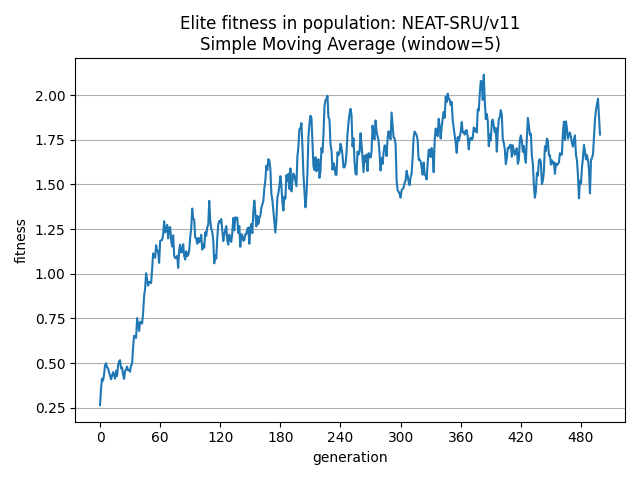 Elite fitness in population: NEAT-SRU/v11
Simple Moving Average (window=5)
fitness
2.00
1.75
1.50
1.25
1.00
0.75
0.50
0.25
0 60 120 180 240 300 360 420 480
generation